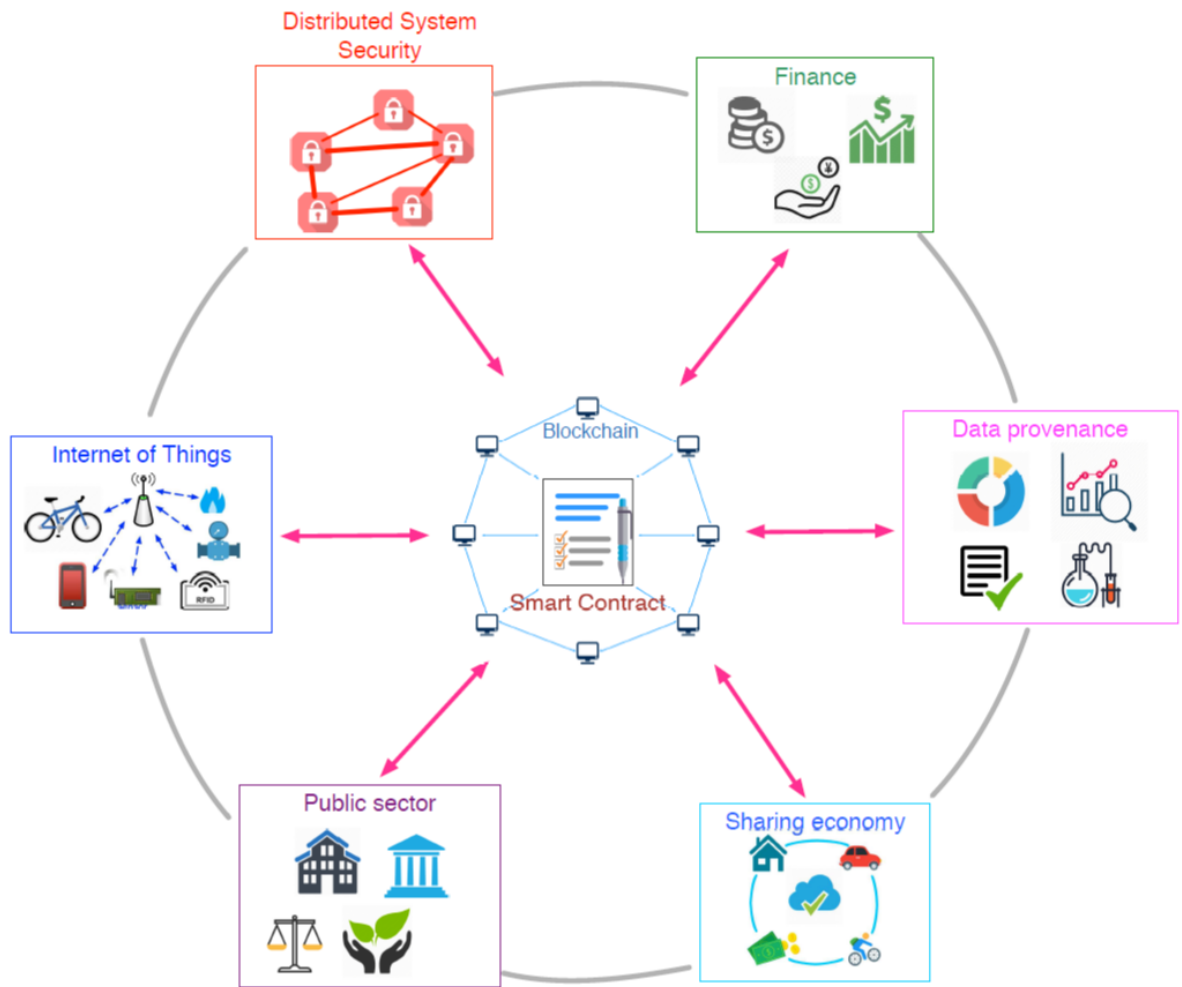 Distributed System
Security
Finance
$
$
¥
$
Internet of Things
RFID
Blockchain
Smart Contract
Data provenance
Public sector
Sharing economy